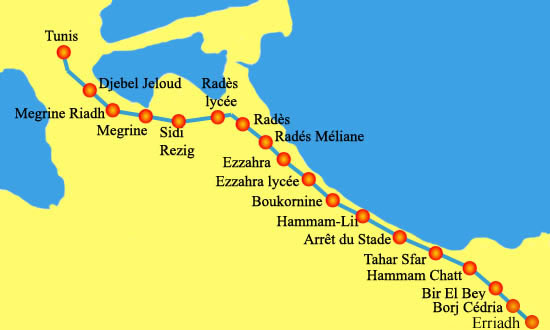 Tunis
Djebel Jeloud
Megrine Riadh
Megrine
Sidi
Rezig
Radès
lycée
Radès
Radés Méliane
Ezzahra
Ezzahra lycée
Boukornine
Hammam-Lif
Arrêt du Stade
Tahar Sfar
Hammam Chatt
Bir El Bey
Borj Cédria
Erriadh